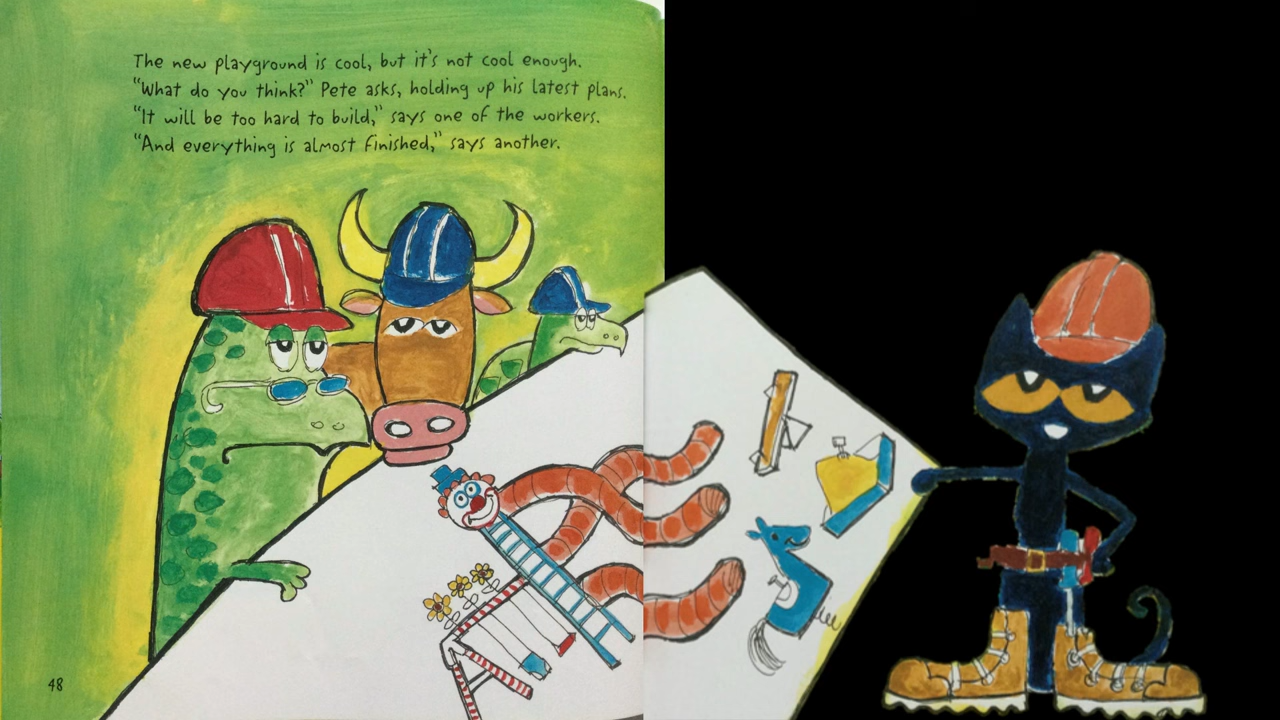 The new playground is cool, but it's not cool enough.
"What do you think?" Pete asks, holding up his latest plans.
"It will be too hard to build," says one of the workers.
"And everything is almost finished," says another.
48